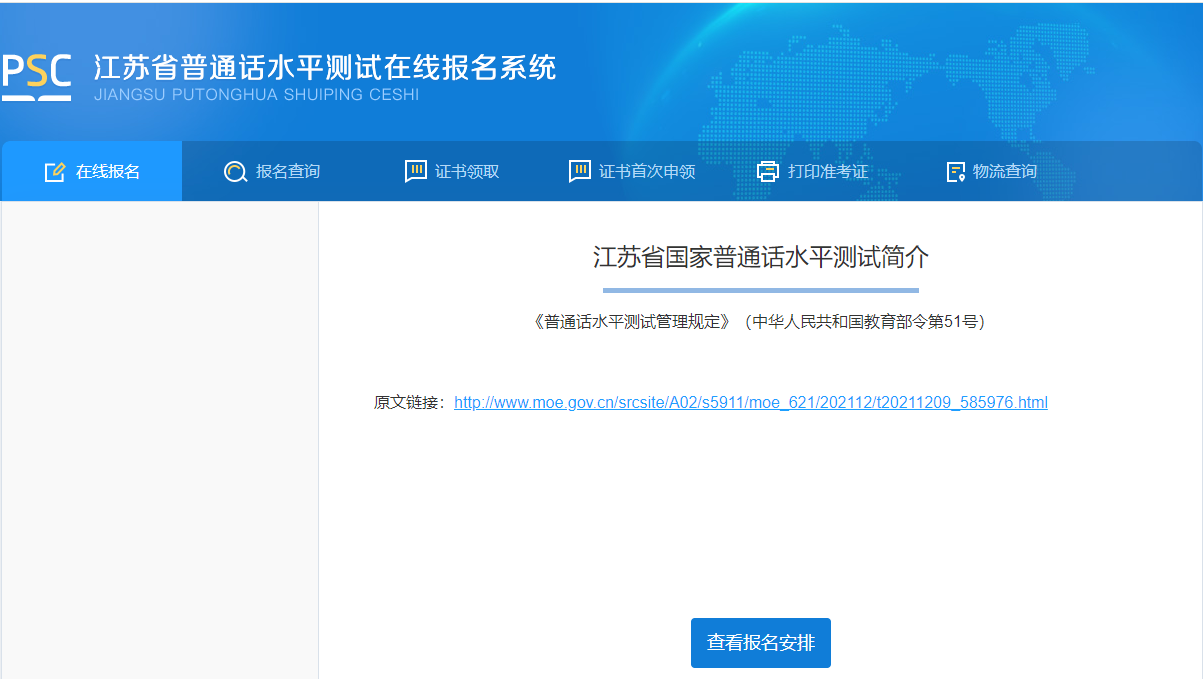 PSC
江苏省普通话水平测试在线报名系统
JIANGSU PUTONGHUA SHUIPING CESHI
在线报名 报名查询 证书领取 证书首次申领 打印准考证 物流查询
江苏省国家普通话水平测试简介
《普通话水平测试管理规定》（中华人民共和国教育部令第51号）
原文链接：http://www.moe.gov.cn/srcsite/A02/s5911/moe_621/202112/t20211209_585976.html
查看报名安排